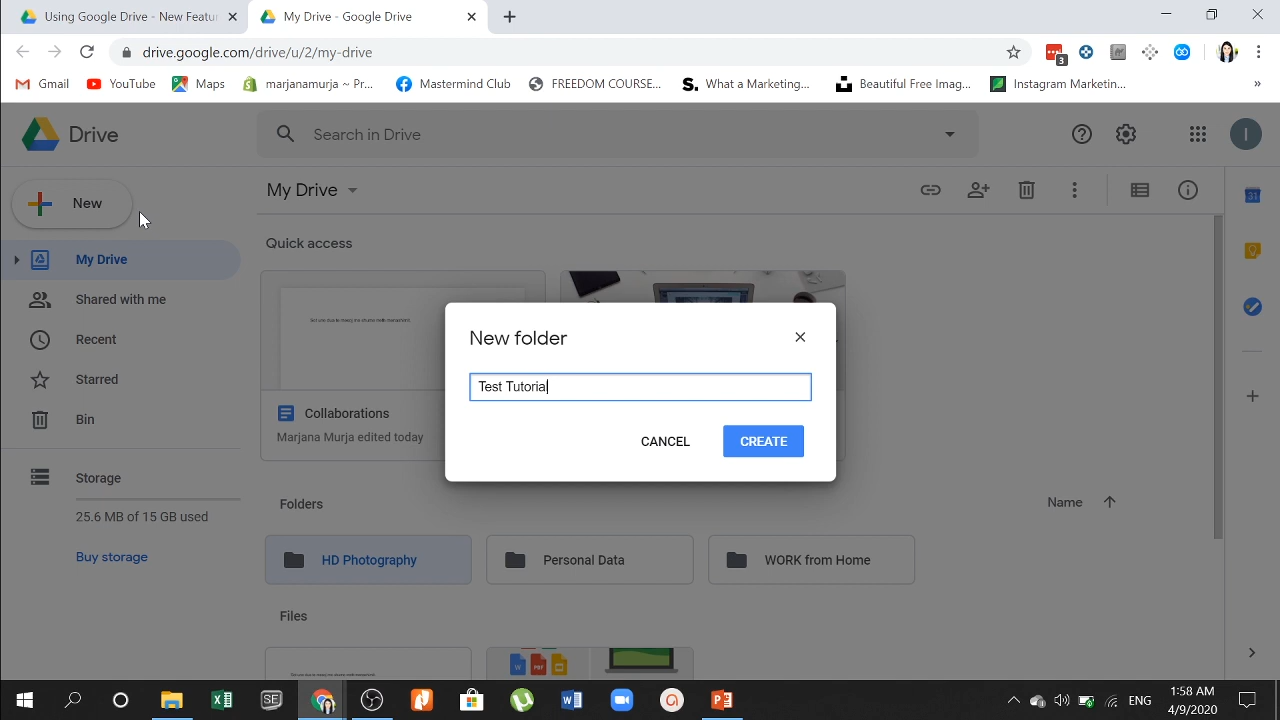 Using Google Drive - New Featur
My Drive - Google Drive
drive.google.com/drive/u/2/my-drive
3
Gmail
YouTube
Maps
marjanamurja ~ Pr...
Mastermind Club
FREEDOM COURSE...
S. What a Marketing...
Beautiful Free Imag...
Instagram Marketin...
»
Drive
Search in Drive
I
New
My Drive
31
Quick access
My Drive
Shared with me
Recent
Starred
Bin
Storage
25.6 MB of 15 GB used
Buy storage
New folder
Test Tutorial
CANCEL
CREATE
Collaborations
Marjana Murja edited today
Folders
Name
HD Photography
Personal Data
WORK from Home
Files
W
PDF
ENG
1:58 AM
4/9/2020